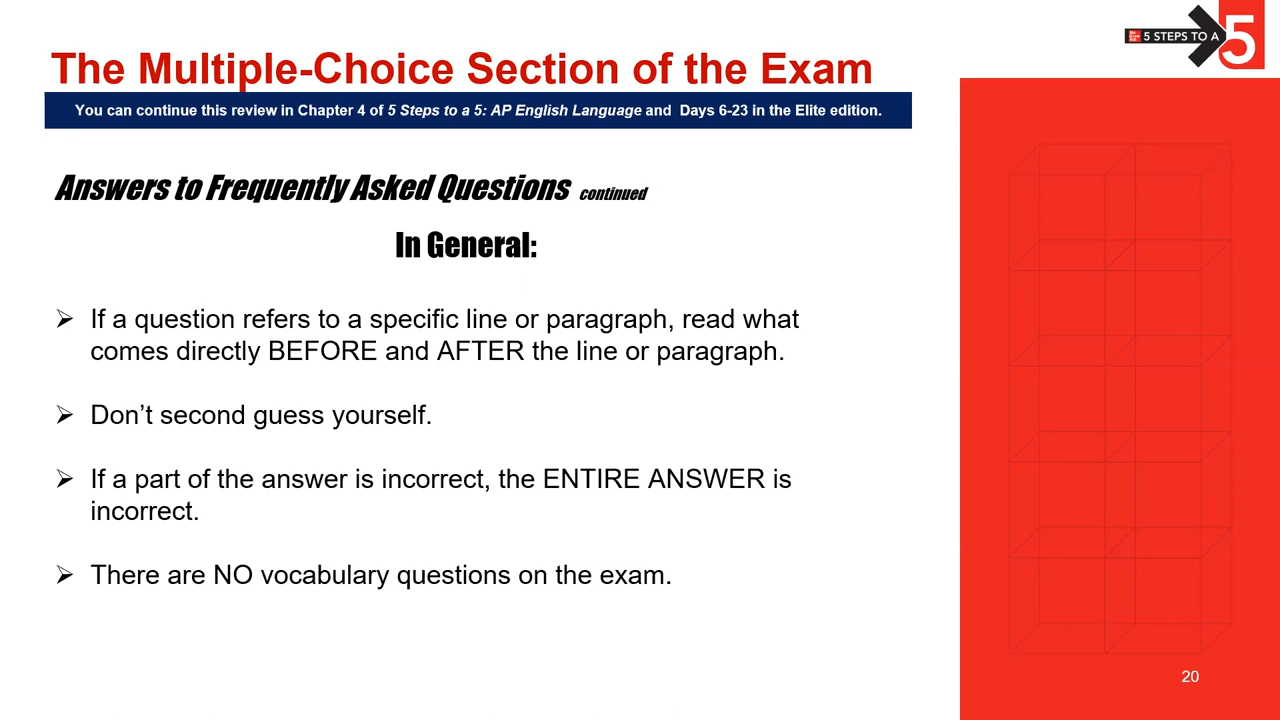 5 STEPS TO A 5
The Multiple-Choice Section of the Exam
You can continue this review in Chapter 4 of 5 Steps to a 5: AP English Language and Days 6-23 in the Elite edition.
Answers to Frequently Asked Questions continued
In General:
➢ If a question refers to a specific line or paragraph, read what
comes directly BEFORE and AFTER the line or paragraph.
➢ Don’t second guess yourself.
➢ If a part of the answer is incorrect, the ENTIRE ANSWER is
incorrect.
➢ There are NO vocabulary questions on the exam.
20